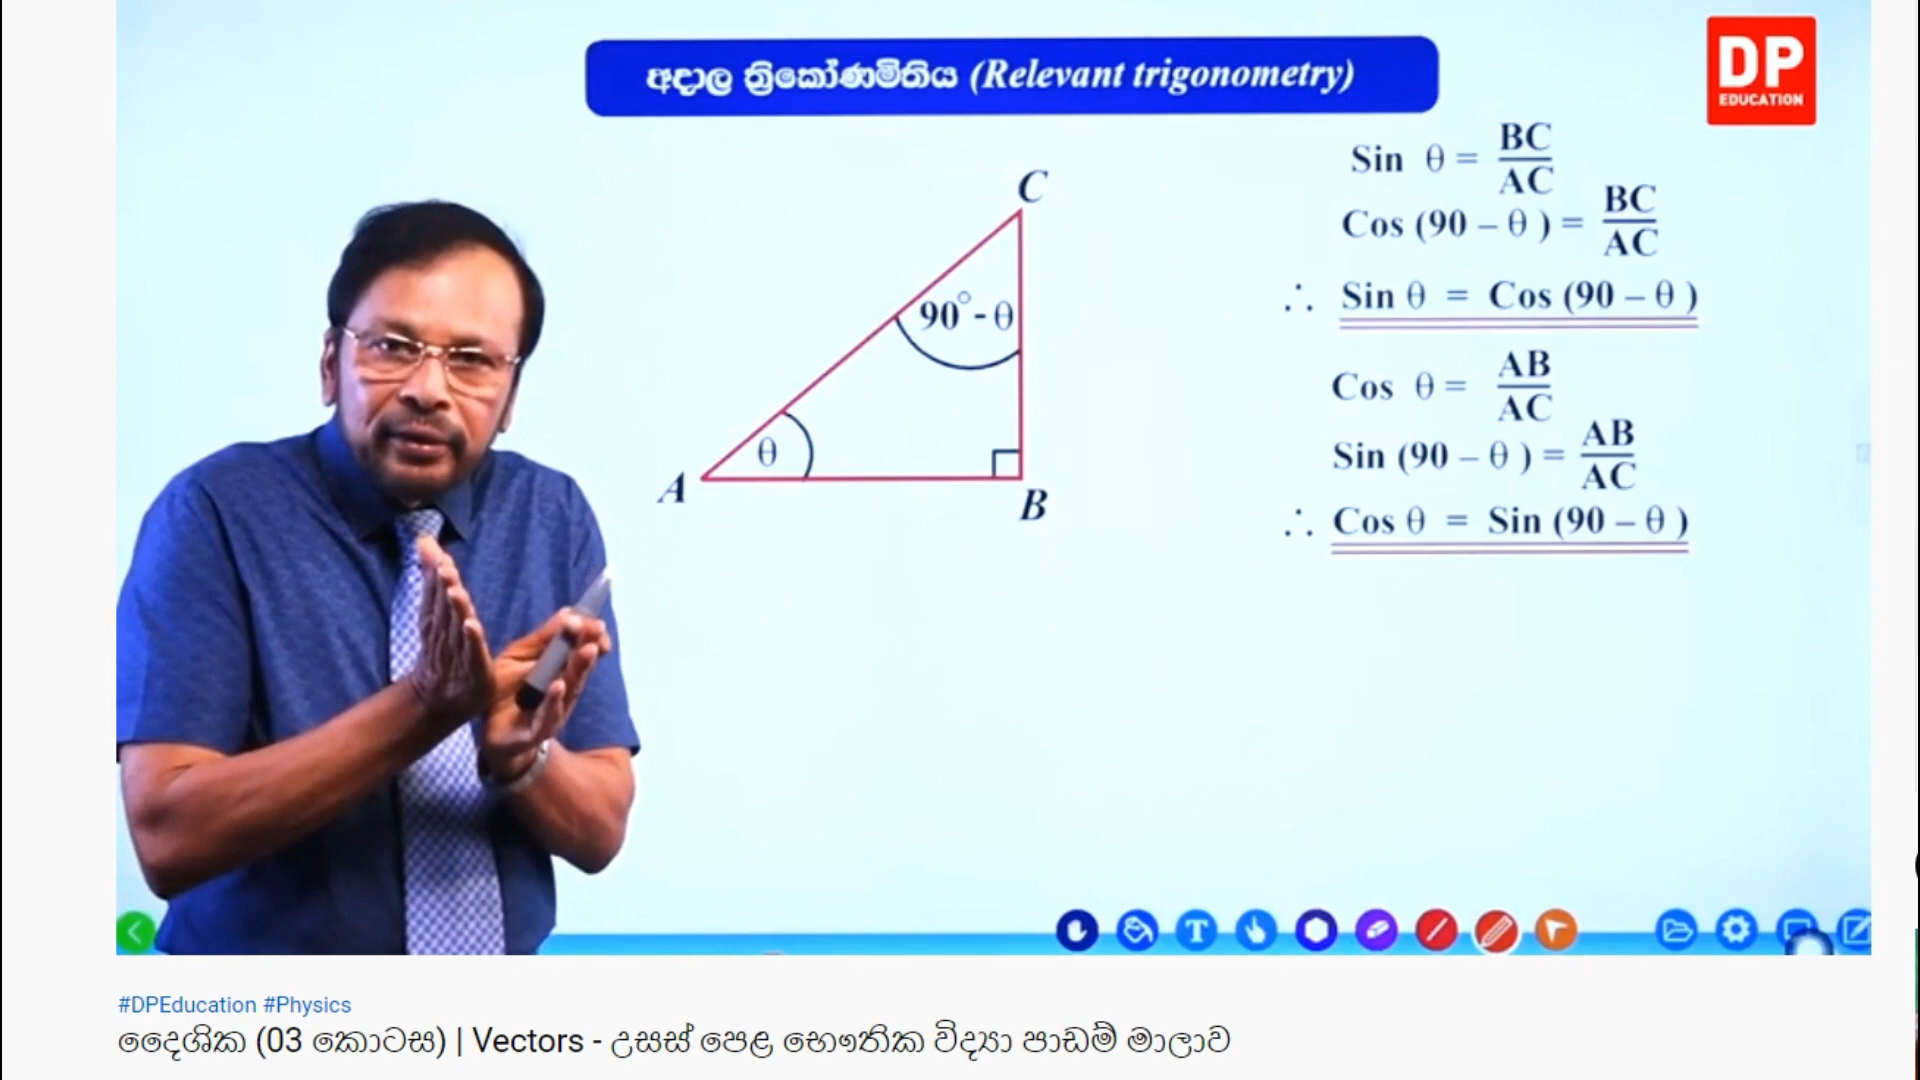 අදාල ත්‍රිකෝණමිතිය (Relevant trigonometry)
DP
EDUCATION
C
90° - θ
θ
A
B
Sin θ = BC/AC
Cos (90 – θ ) = BC/AC
∴ Sin θ = Cos (90 – θ )
Cos θ = AB/AC
Sin (90 – θ ) = AB/AC
∴ Cos θ = Sin (90 – θ )
T
#DPEducation #Physics
දෛශික (03 කොටස) | Vectors - උසස් පෙළ භෞතික විද්‍යා පාඩම් මාලාව